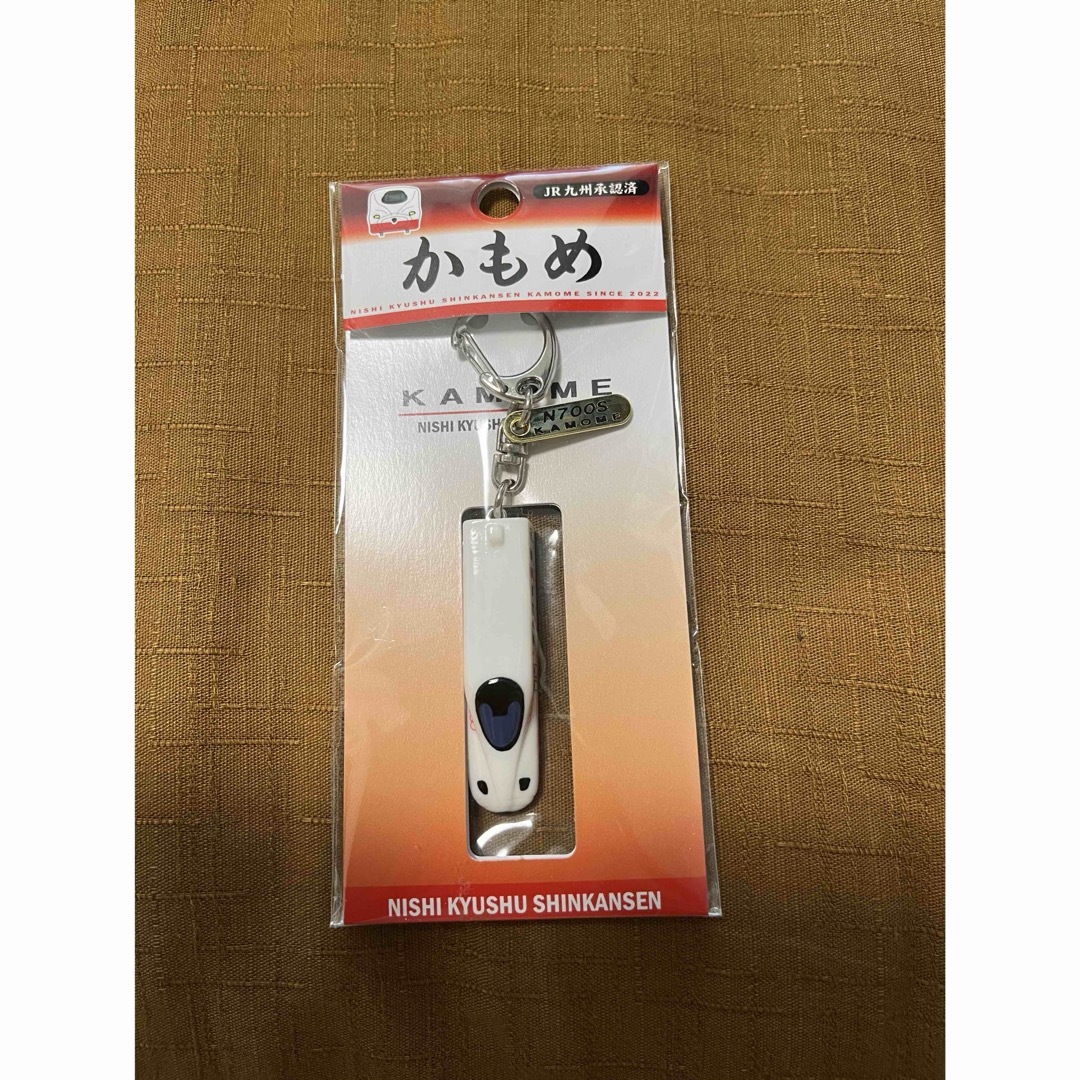 JR九州承認済
かもめ
NISHI KYUSHU SHINKANSEN KAMOME SINCE 2022
KAMOME
NISHI KYUSH
N700S
KAMOME
NISHI KYUSHU SHINKANSEN